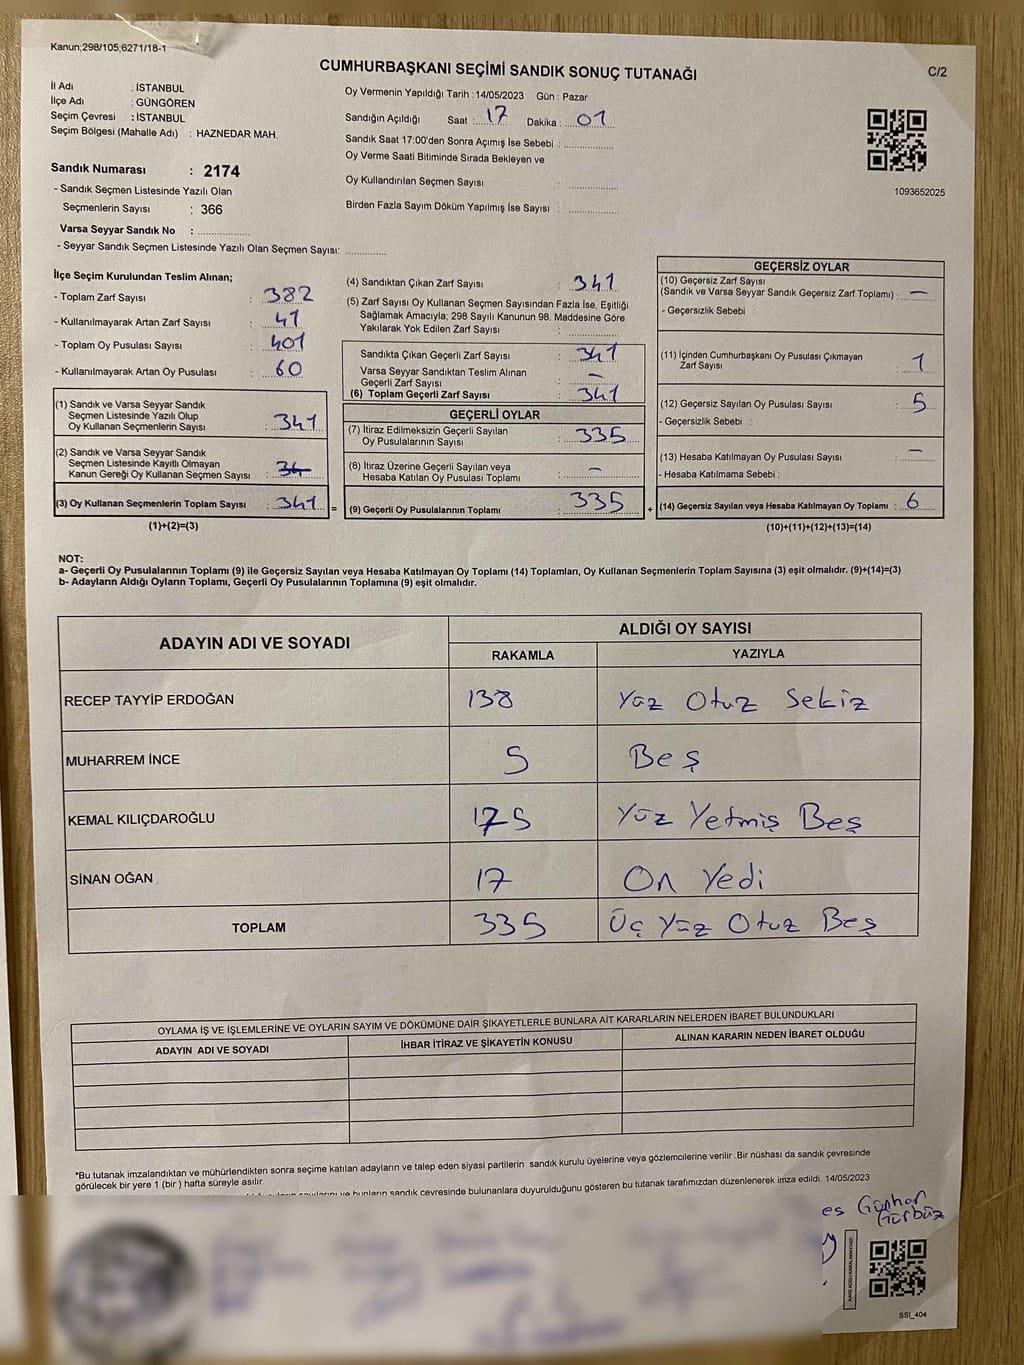 Kanun;298/105;6271/18-1
CUMHURBAŞKANI SEÇİMİ SANDIK SONUÇ TUTANAĞI
C/2
İl Adı : İSTANBUL
İlçe Adı : GÜNGÖREN
Seçim Çevresi : İSTANBUL
Seçim Bölgesi (Mahalle Adı) : HAZNEDAR MAH.
Oy Vermenin Yapıldığı Tarih :14/05/2023 Gün : Pazar
Sandığın Açıldığı Saat : 17 Dakika : 01
Sandık Saat 17:00'den Sonra Açımış İse Sebebi :
Oy Verme Saati Bitiminde Sırada Bekleyen ve
Oy Kullandırılan Seçmen Sayısı :
Birden Fazla Sayım Döküm Yapılmış İse Sayısı :
1093652025
Sandık Numarası : 2174
- Sandık Seçmen Listesinde Yazılı Olan
Seçmenlerin Sayısı : 366
Varsa Seyyar Sandık No :
- Seyyar Sandık Seçmen Listesinde Yazılı Olan Seçmen Sayısı:
İlçe Seçim Kurulundan Teslim Alınan;
- Toplam Zarf Sayısı : 382
- Kullanılmayarak Artan Zarf Sayısı : 41
- Toplam Oy Pusulası Sayısı : 401
- Kullanılmayarak Artan Oy Pusulası : 60
(1) Sandık ve Varsa Seyyar Sandık
Seçmen Listesinde Yazılı Olup
Oy Kullanan Seçmenlerin Sayısı : 341
(2) Sandık ve Varsa Seyyar Sandık
Seçmen Listesinde Kayıtlı Olmayan
Kanun Gereği Oy Kullanan Seçmen Sayısı : 34
(3) Oy Kullanan Seçmenlerin Toplam Sayısı : 341 =
(1)+(2)=(3)
(4) Sandıktan Çıkan Zarf Sayısı : 341
(5) Zarf Sayısı Oy Kullanan Seçmen Sayısından Fazla İse, Eşitliği
Sağlamak Amacıyla; 298 Sayılı Kanunun 98. Maddesine Göre
Yakılarak Yok Edilen Zarf Sayısı :
Sandıkta Çıkan Geçerli Zarf Sayısı : 341
Varsa Seyyar Sandıktan Teslim Alınan
Geçerli Zarf Sayısı : -
(6) Toplam Geçerli Zarf Sayısı : 341
GEÇERLİ OYLAR
(7) İtiraz Edilmeksizin Geçerli Sayılan
Oy Pusulalarının Sayısı : 335
(8) İtiraz Üzerine Geçerli Sayılan veya
Hesaba Katılan Oy Pusulası Toplamı : -
(9) Geçerli Oy Pusulalarının Toplamı : 335 +
GEÇERSİZ OYLAR
(10) Geçersiz Zarf Sayısı
(Sandık ve Varsa Seyyar Sandık Geçersiz Zarf Toplamı) : -
- Geçersizlik Sebebi :
(11) İçinden Cumhurbaşkanı Oy Pusulası Çıkmayan
Zarf Sayısı : 1
(12) Geçersiz Sayılan Oy Pusulası Sayısı : 5
- Geçersizlik Sebebi :
(13) Hesaba Katılmayan Oy Pusulası Sayısı : -
- Hesaba Katılmama Sebebi :
(14) Geçersiz Sayılan veya Hesaba Katılmayan Oy Toplamı : 6
(10)+(11)+(12)+(13)=(14)
NOT:
a- Geçerli Oy Pusulalarının Toplamı (9) ile Geçersiz Sayılan veya Hesaba Katılmayan Oy Toplamı (14) Toplamları, Oy Kullanan Seçmenlerin Toplam Sayısına (3) eşit olmalıdır. (9)+(14)=(3)
b- Adayların Aldığı Oyların Toplamı, Geçerli Oy Pusulalarının Toplamına (9) eşit olmalıdır.
ADAYIN ADI VE SOYADI ALDIĞI OY SAYISI
RAKAMLA YAZIYLA
RECEP TAYYİP ERDOĞAN 138 Yüz Otuz Sekiz
MUHARREM İNCE 5 Beş
KEMAL KILIÇDAROĞLU 175 Yüz Yetmiş Beş
SİNAN OĞAN 17 On Yedi
TOPLAM 335 Üç Yüz Otuz Beş
OYLAMA İŞ VE İŞLEMLERİNE VE OYLARIN SAYIM VE DÖKÜMÜNE DAİR ŞİKAYETLERLE BUNLARA AİT KARARLARIN NELERDEN İBARET BULUNDUKLARI
ADAYIN ADI VE SOYADI İHBAR İTİRAZ VE ŞİKAYETİN KONUSU ALINAN KARARIN NEDEN İBARET OLDUĞU
*Bu tutanak imzalandıktan ve mühürlendikten sonra seçime katılan adayların ve talep eden siyasi partilerin sandık kurulu üyelerine veya gözlemcilerine verilir .Bir nüshası da sandık çevresinde
görülecek bir yere 1 (bir ) hafta süreyle asılır.
ve bunların sandık çevresinde bulunanlara duyurulduğunu gösteren bu tutanak tarafımızdan düzenlenerek imza edildi. 14/05/2023
es Günhar
Gürbüz
SSI_404